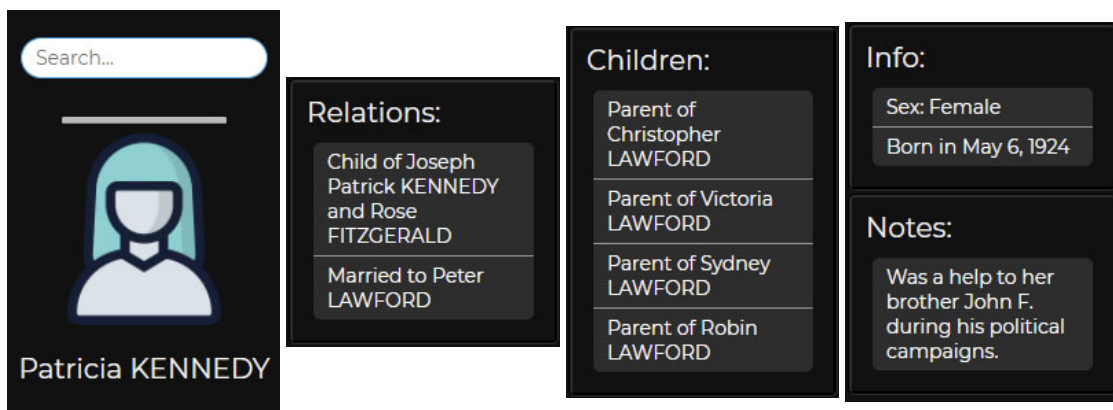 Search...
Patricia KENNEDY
Relations:
Child of Joseph
Patrick KENNEDY
and Rose
FITZGERALD
Married to Peter
LAWFORD
Children:
Parent of
Christopher
LAWFORD
Parent of Victoria
LAWFORD
Parent of Sydney
LAWFORD
Parent of Robin
LAWFORD
Info:
Sex: Female
Born in May 6, 1924
Notes:
Was a help to her
brother John F.
during his political
campaigns.